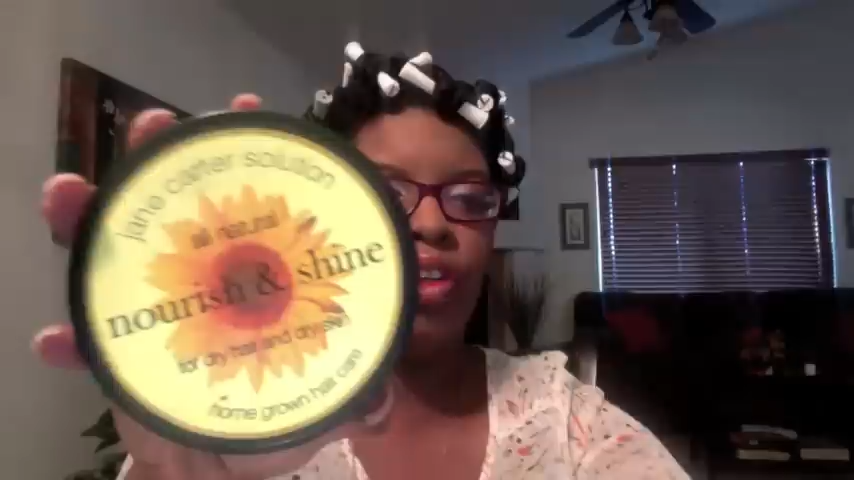 jane carter solution
all natural
nourish & shine
for dry hair and dry skin
home grown hair care